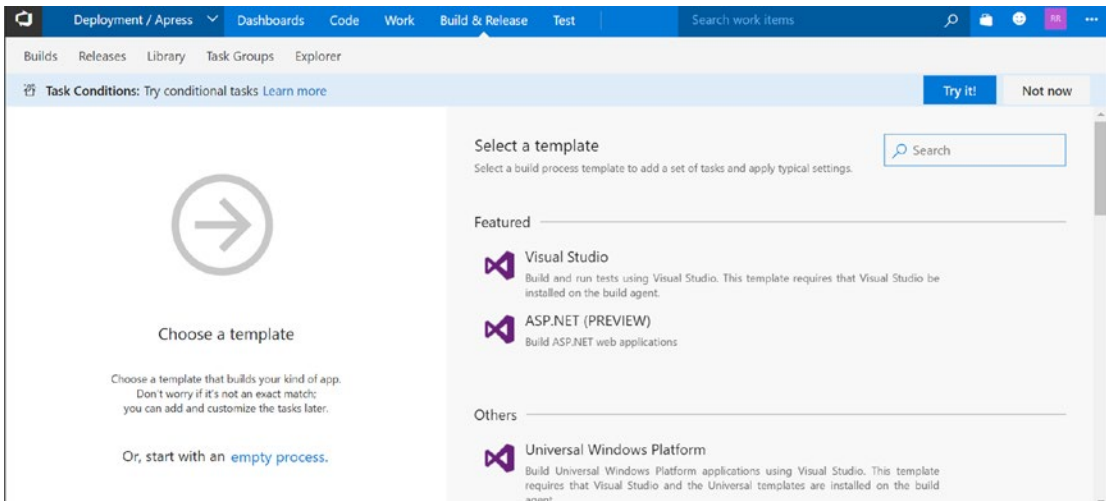 Deployment / Apress Dashboards Code Work Build & Release Test Search work items RR ...
Builds Releases Library Task Groups Explorer
Task Conditions: Try conditional tasks Learn more Try it! Not now
Choose a template
Choose a template that builds your kind of app.
Don't worry if it's not an exact match;
you can add and customize the tasks later.
Or, start with an empty process.
Select a template
Search
Select a build process template to add a set of tasks and apply typical settings.
Featured
Visual Studio
Build and run tests using Visual Studio. This template requires that Visual Studio be
installed on the build agent.
ASP.NET (PREVIEW)
Build ASP.NET web applications
Others
Universal Windows Platform
Build Universal Windows Platform applications using Visual Studio. This template
requires that Visual Studio and the Universal templates are installed on the build
agent.